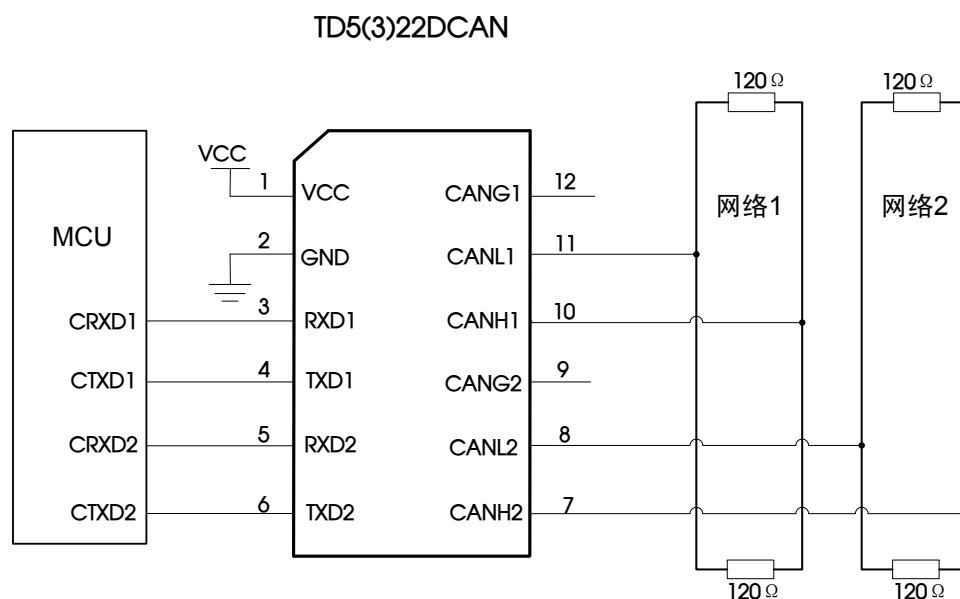 TD5(3)22DCAN
120Ω 120Ω
VCC
MCU
网络1 网络2
1 VCC CANG1 12
2 GND CANL1 11
CRXD1 3 RXD1 CANH1 10
CTXD1 4 TXD1 CANG2 9
CRXD2 5 RXD2 CANL2 8
CTXD2 6 TXD2 CANH2 7
120Ω 120Ω